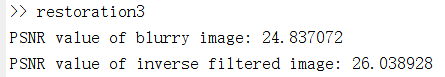 >> restoration3
PSNR value of blurry image: 24.837072
PSNR value of inverse filtered image: 26.038928